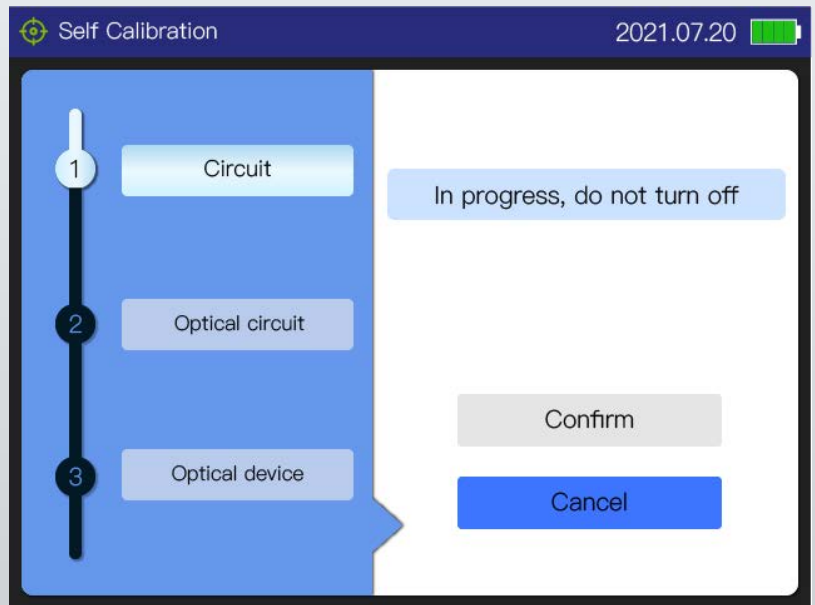 Self Calibration
2021.07.20
1
Circuit
In progress, do not turn off
2
Optical circuit
Confirm
3
Optical device
Cancel